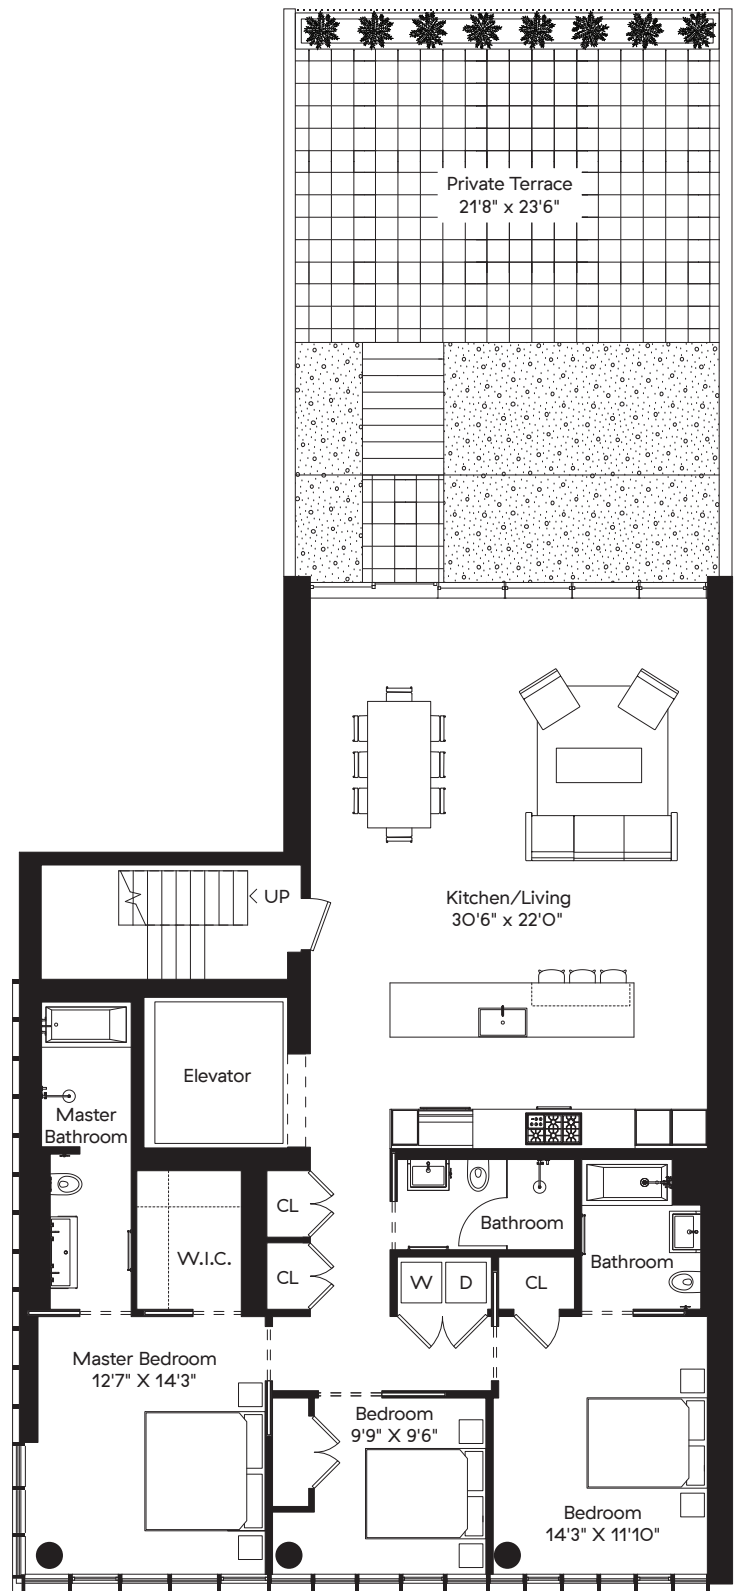 Private Terrace
21'8" x 23'6"
Kitchen/Living
30'6" x 22'0"
UP
Elevator
Master
Bathroom
CL
Bathroom
W.I.C.
Bathroom
CL
W
D
CL
Master Bedroom
12'7" X 14'3"
Bedroom
9'9" X 9'6"
Bedroom
14'3" X 11'10"